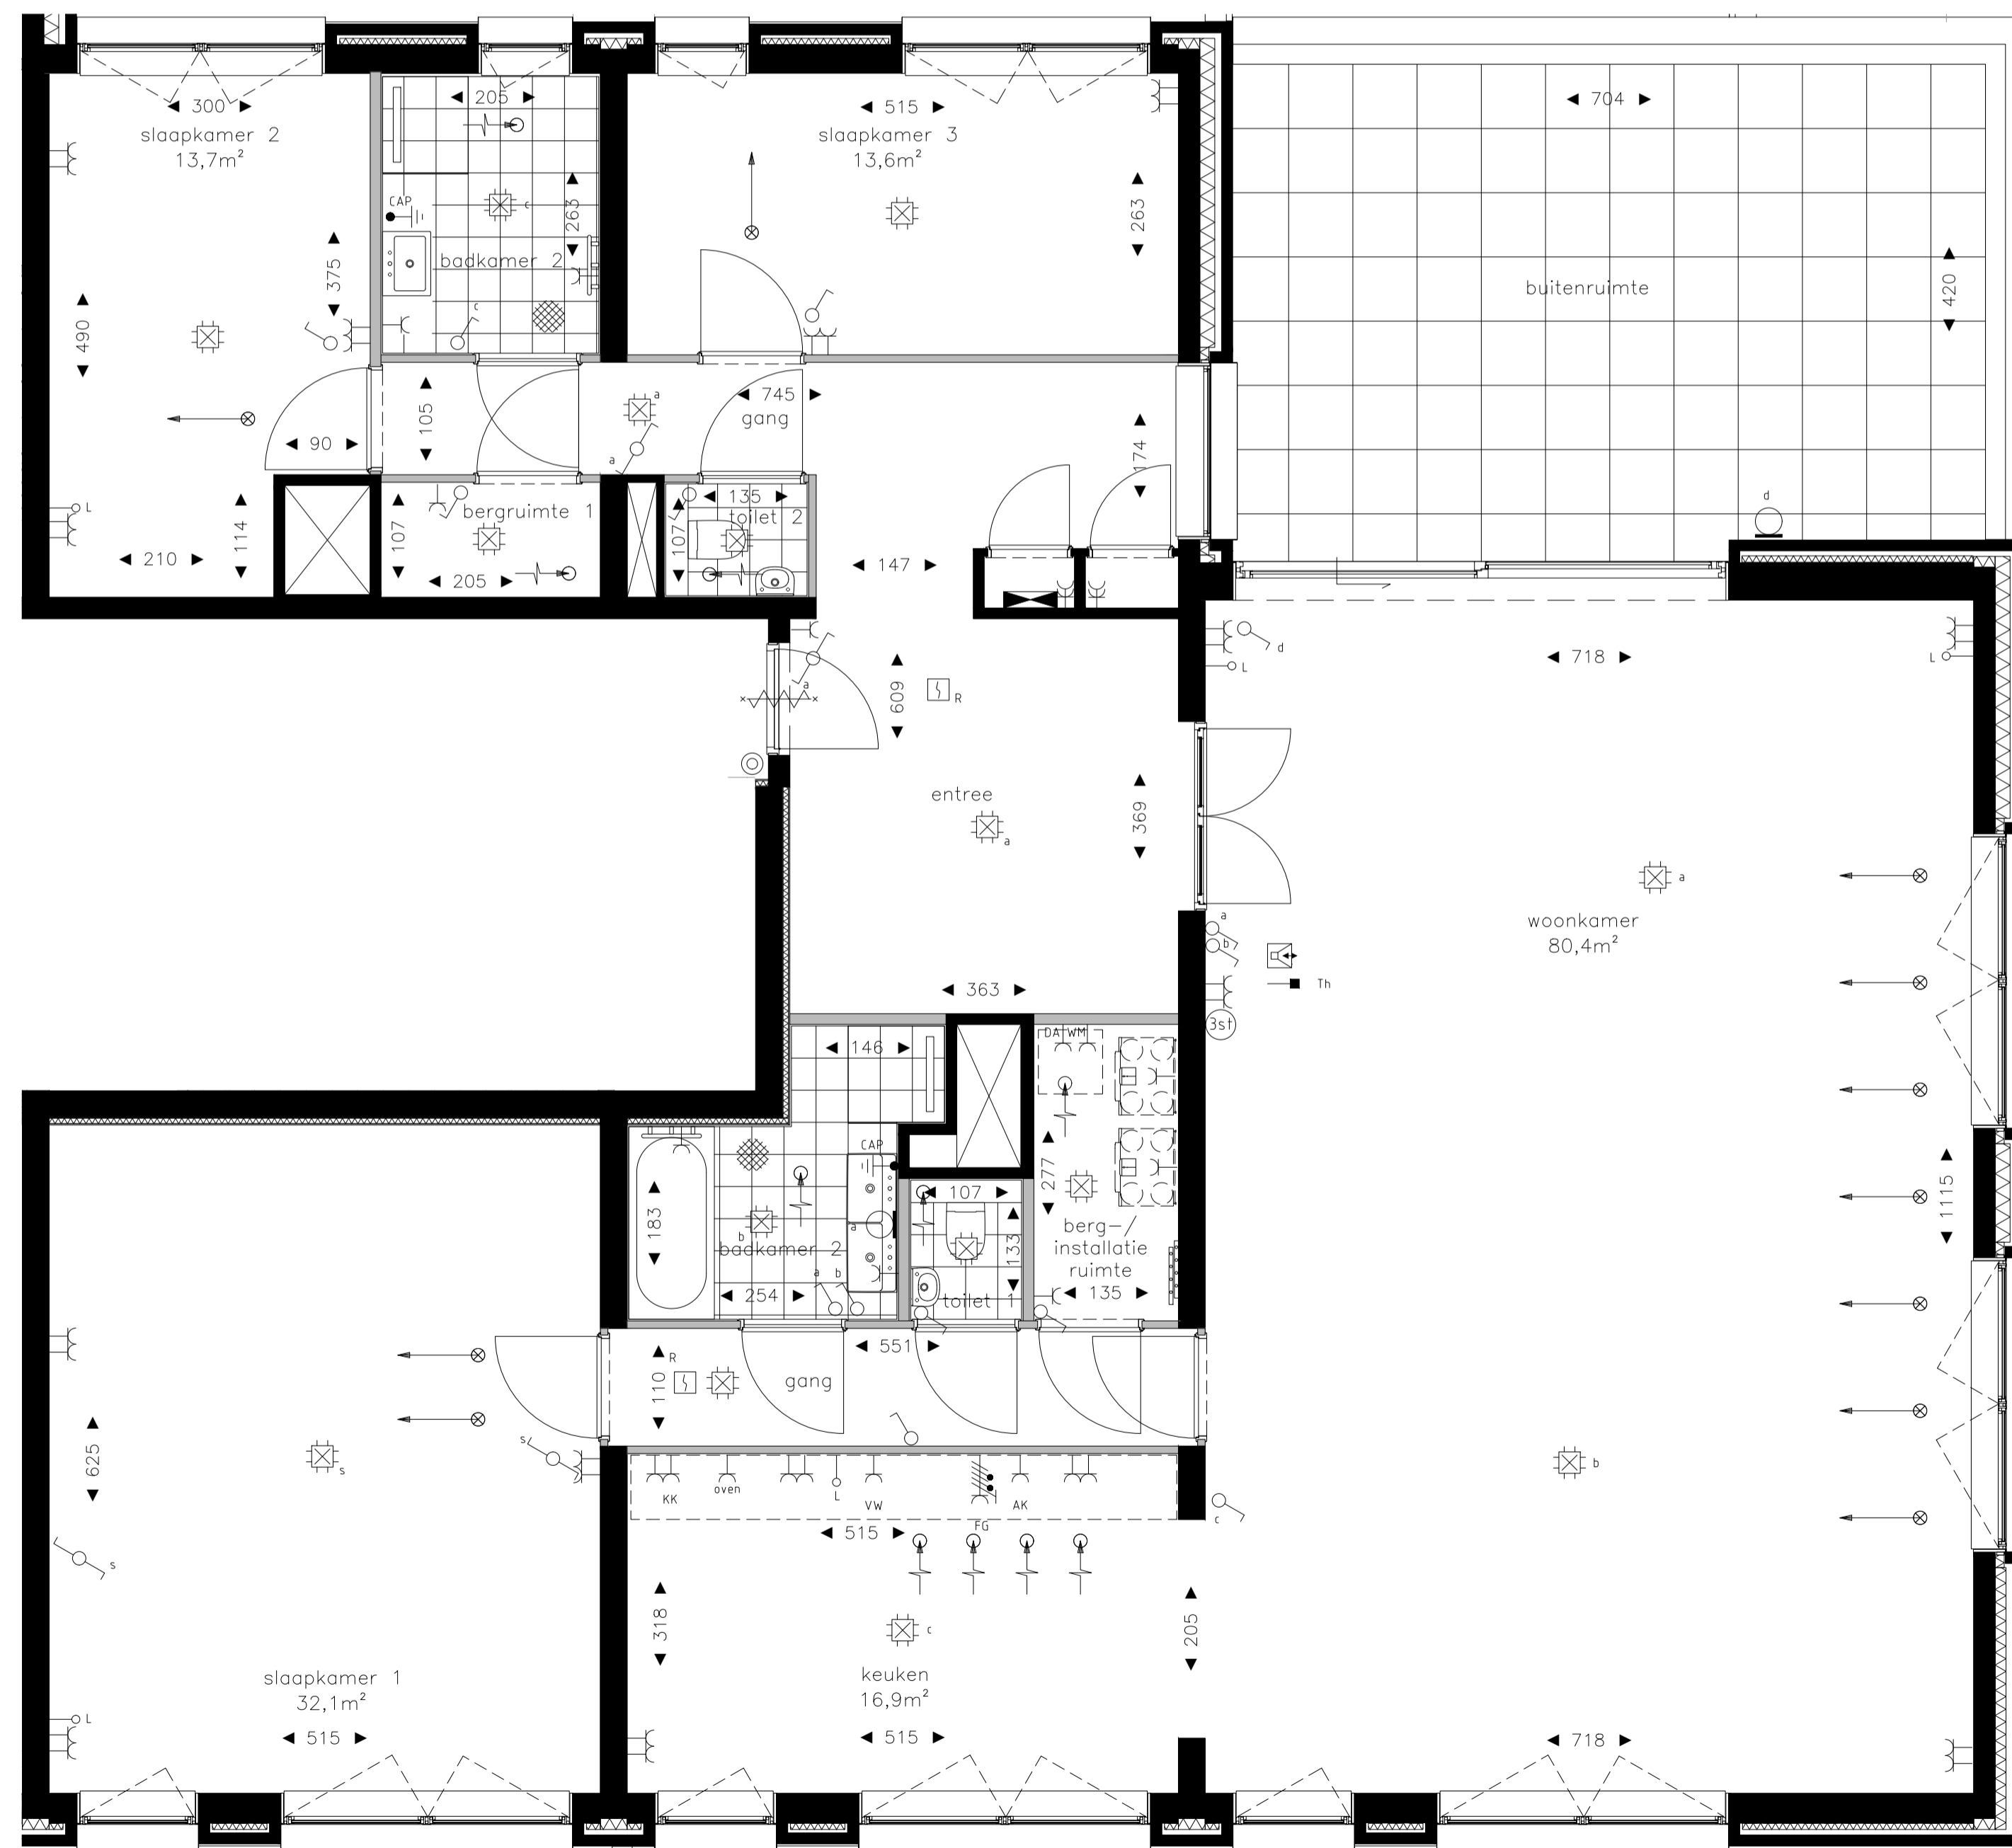 300
slaapkamer 2
13,7m²
205
CAP
c
263
badkamer 2
c
375
490
515
slaapkamer 3
13,6m²
263
704
buitenruimte
420
105
90
a
a
745
gang
174
L
114
210
107
bergruimte 1
205
135
107
toilet 2
147
d
a
609
R
d
L
718
L
entree
a
369
a
woonkamer
80,4m²
a
b
Th
3st
363
146
DA WM
CAP
183
b
badkamer 2
a
254
a
b
107
133
toilet 1
277
berg-/
installatie
ruimte
135
1115
551
R
110
gang
625
s
s
s
KK
oven
L
VW
FG
AK
515
c
b
318
c
205
slaapkamer 1
32,1m²
keuken
16,9m²
L
515
515
718